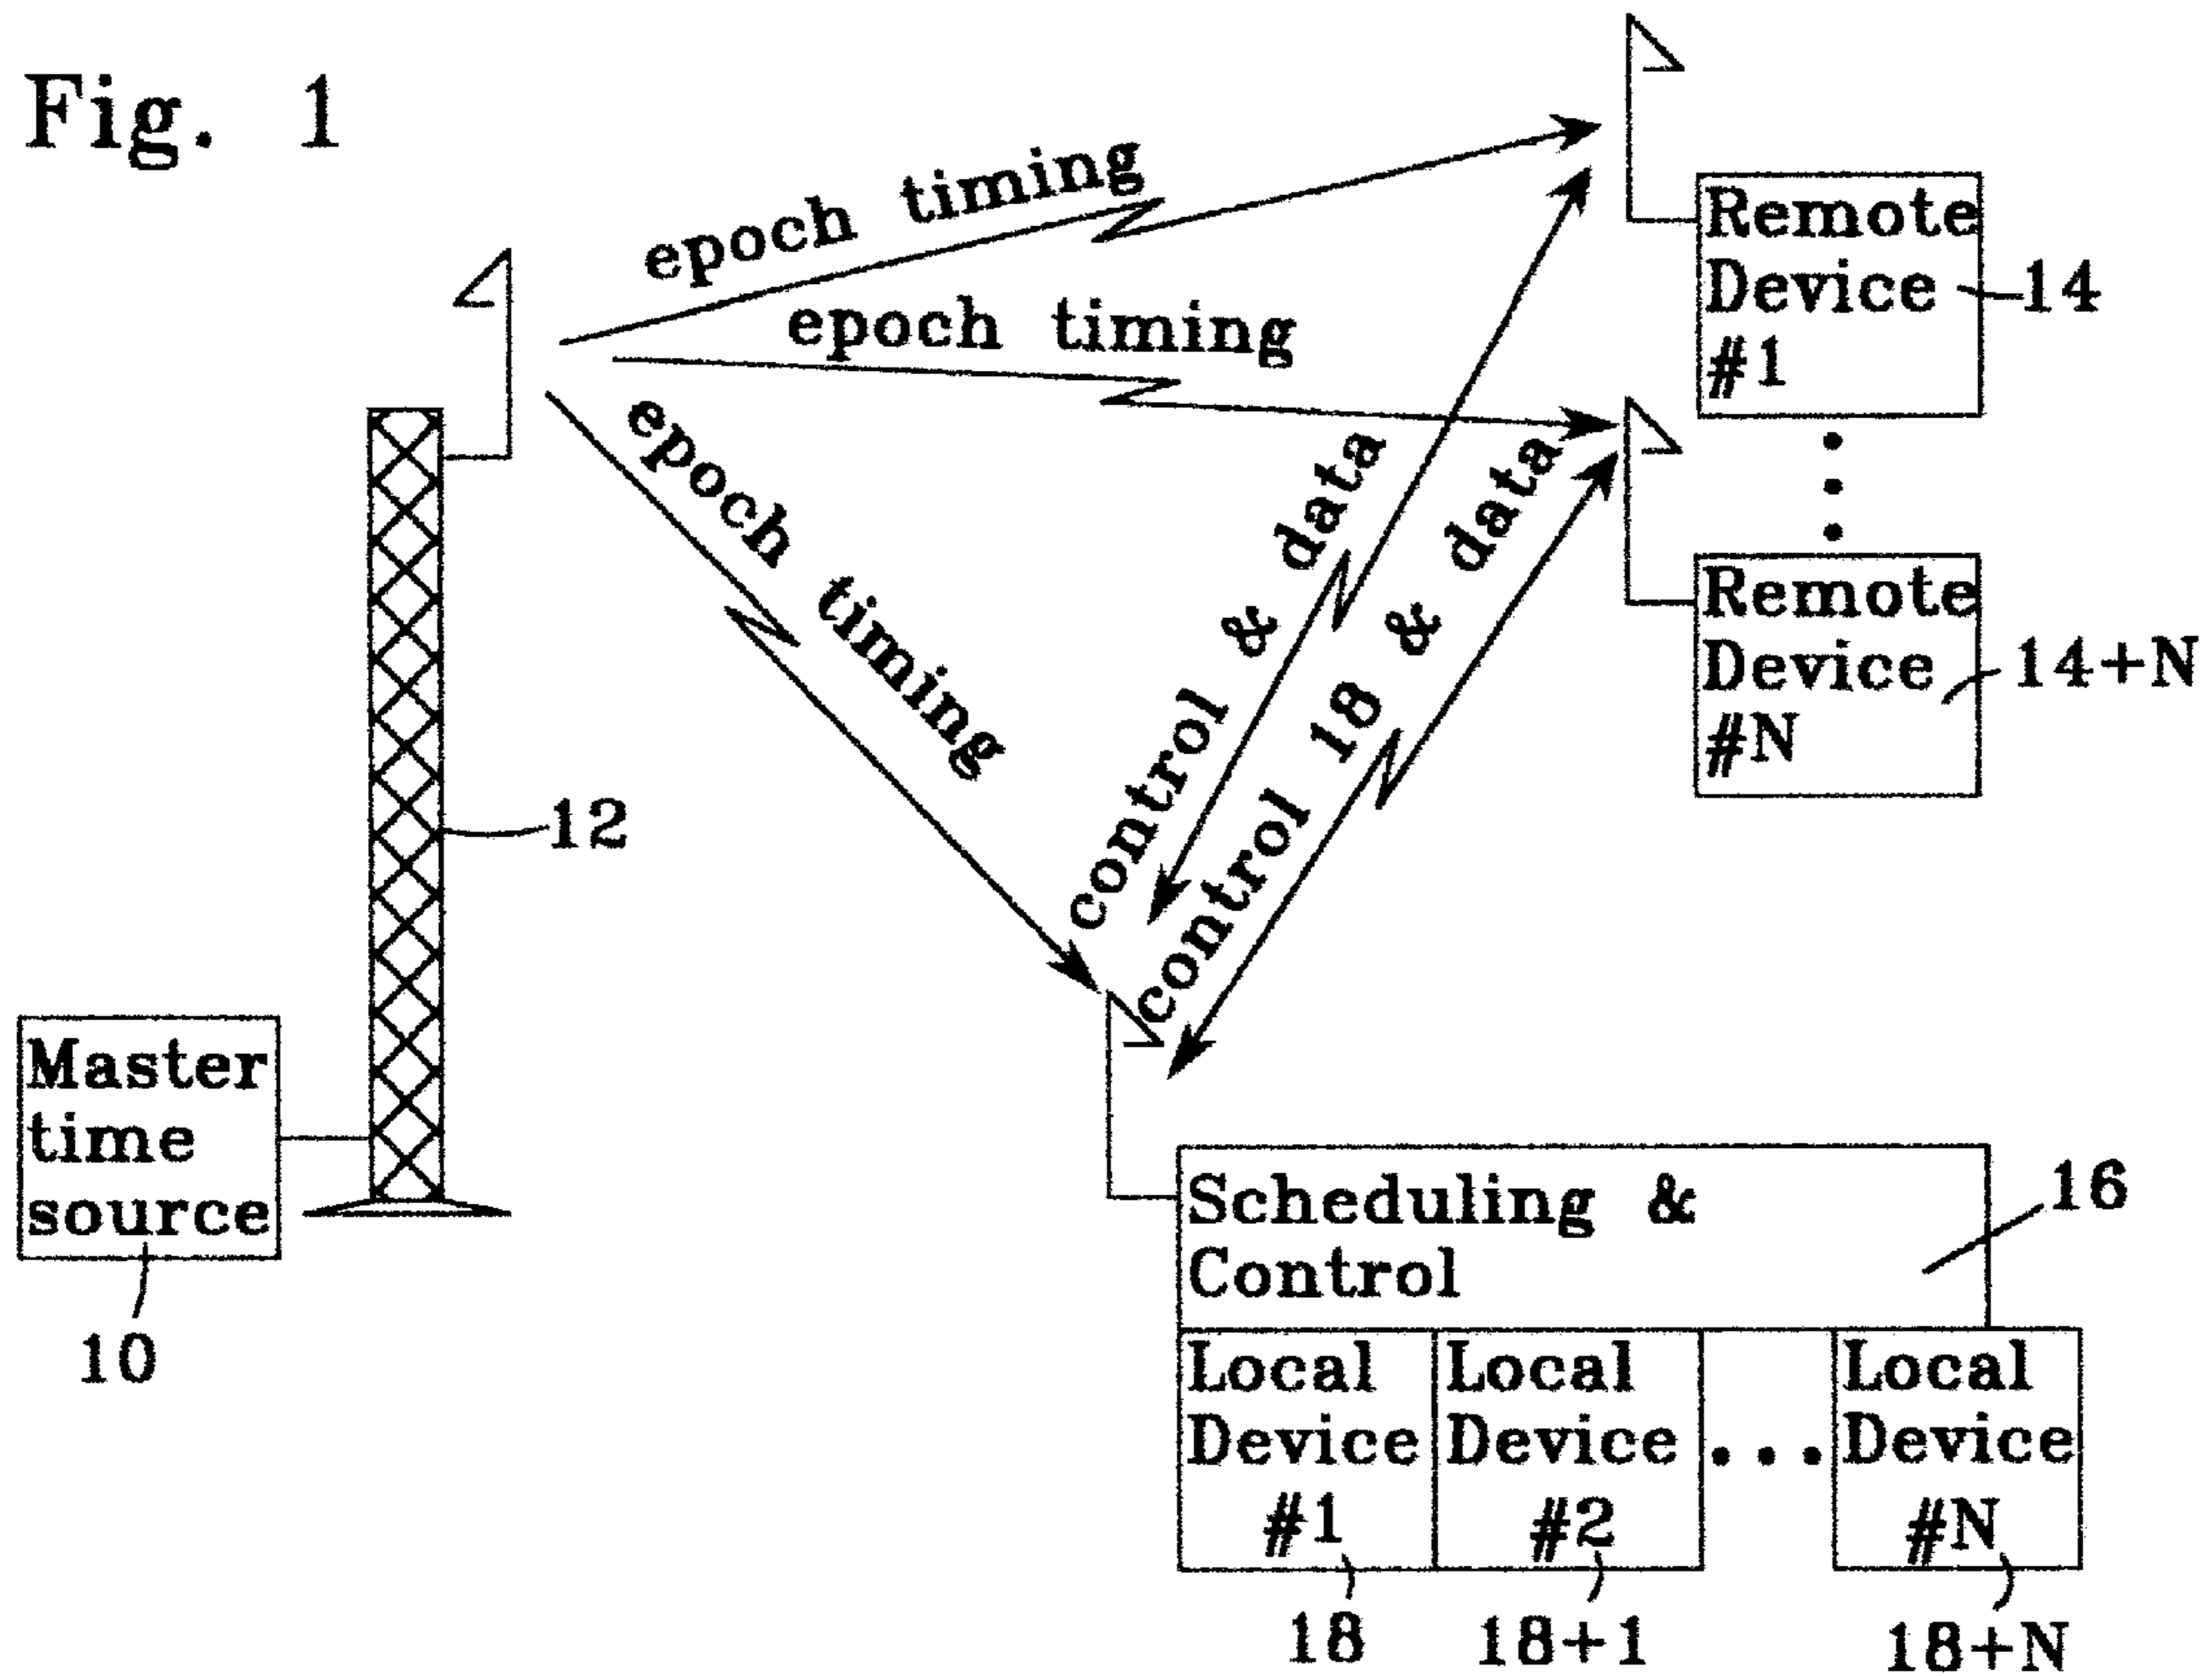 Fig. 1
epoch timing
epoch timing
epoch timing
control & data
control 18 & data
Remote
Device
#1
14
Remote
Device
#N
14+N
12
Master
time
source
10
Scheduling &
Control
16
Local
Device
#1
18
Local
Device
#2
18+1
...
Local
Device
#N
18+N